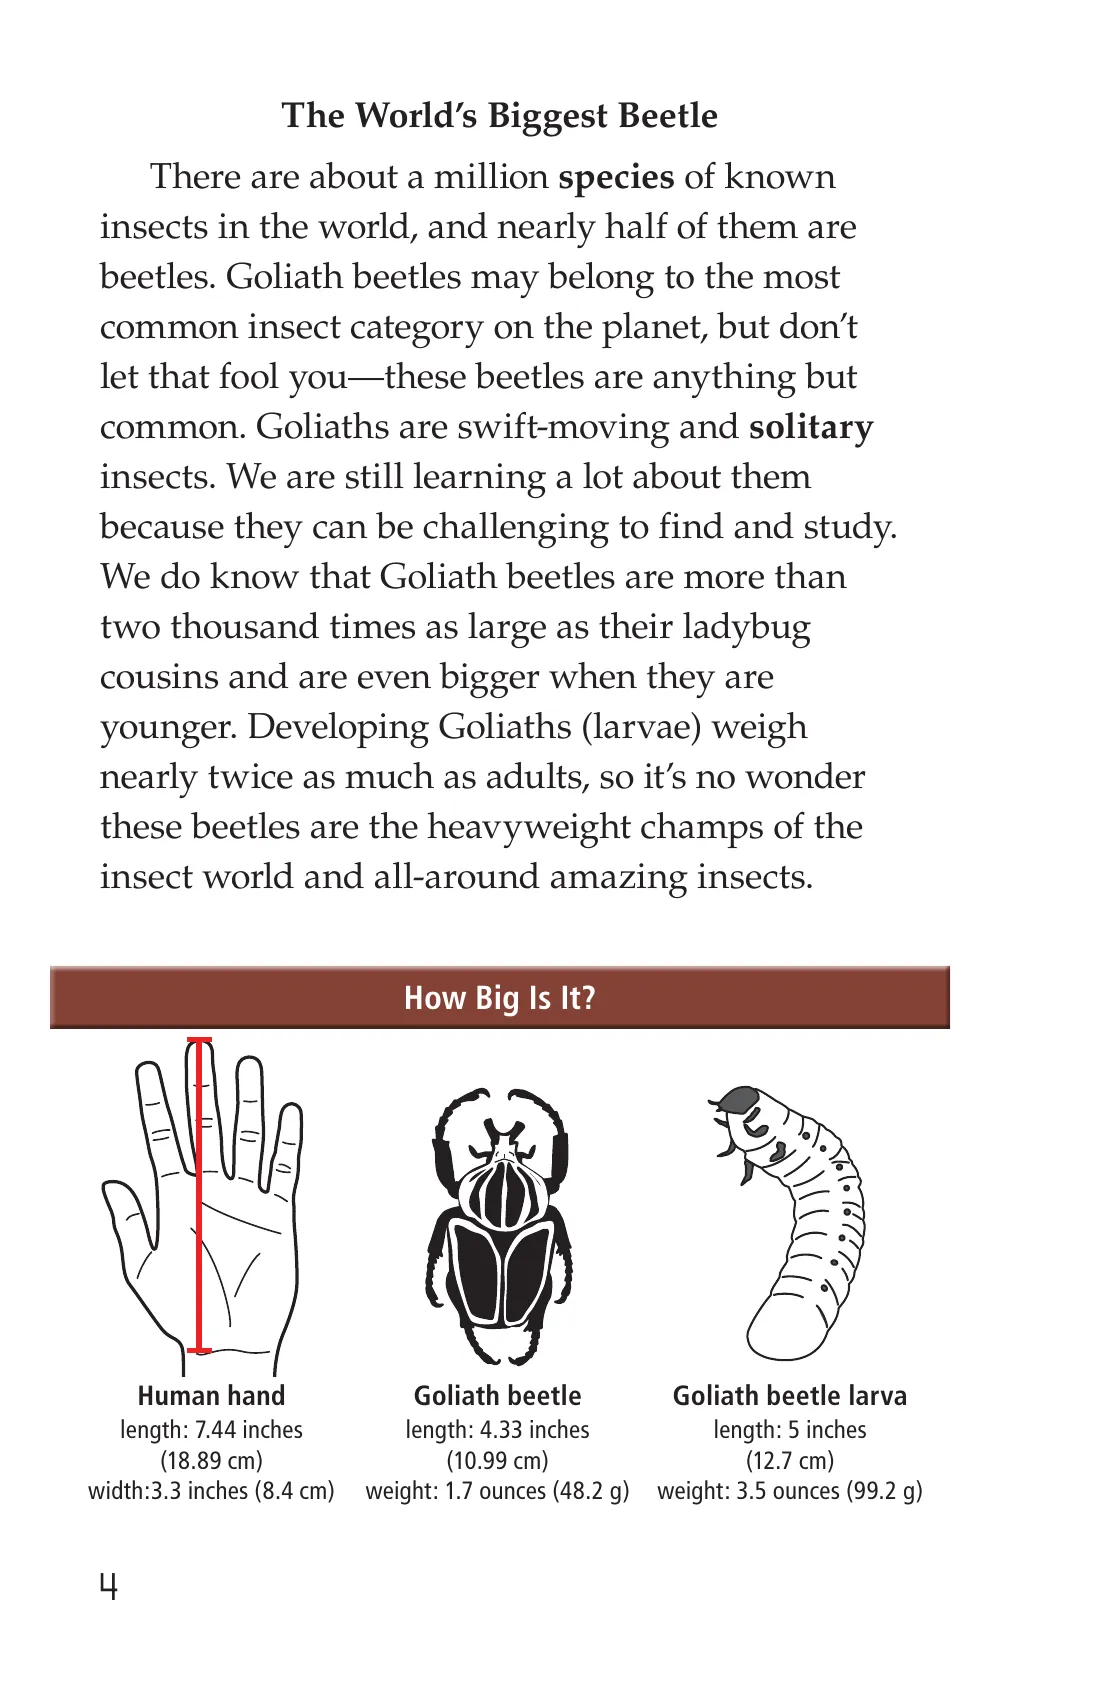 The World's Biggest Beetle
There are about a million species of known
insects in the world, and nearly half of them are
beetles. Goliath beetles may belong to the most
common insect category on the planet, but don't
let that fool you—these beetles are anything but
common. Goliaths are swift-moving and solitary
insects. We are still learning a lot about them
because they can be challenging to find and study.
We do know that Goliath beetles are more than
two thousand times as large as their ladybug
cousins and are even bigger when they are
younger. Developing Goliaths (larvae) weigh
nearly twice as much as adults, so it's no wonder
these beetles are the heavyweight champs of the
insect world and all-around amazing insects.
How Big Is It?
Human hand
length: 7.44 inches
(18.89 cm)
width:3.3 inches (8.4 cm)
Goliath beetle
length: 4.33 inches
(10.99 cm)
weight: 1.7 ounces (48.2 g)
Goliath beetle larva
length: 5 inches
(12.7 cm)
weight: 3.5 ounces (99.2 g)
4